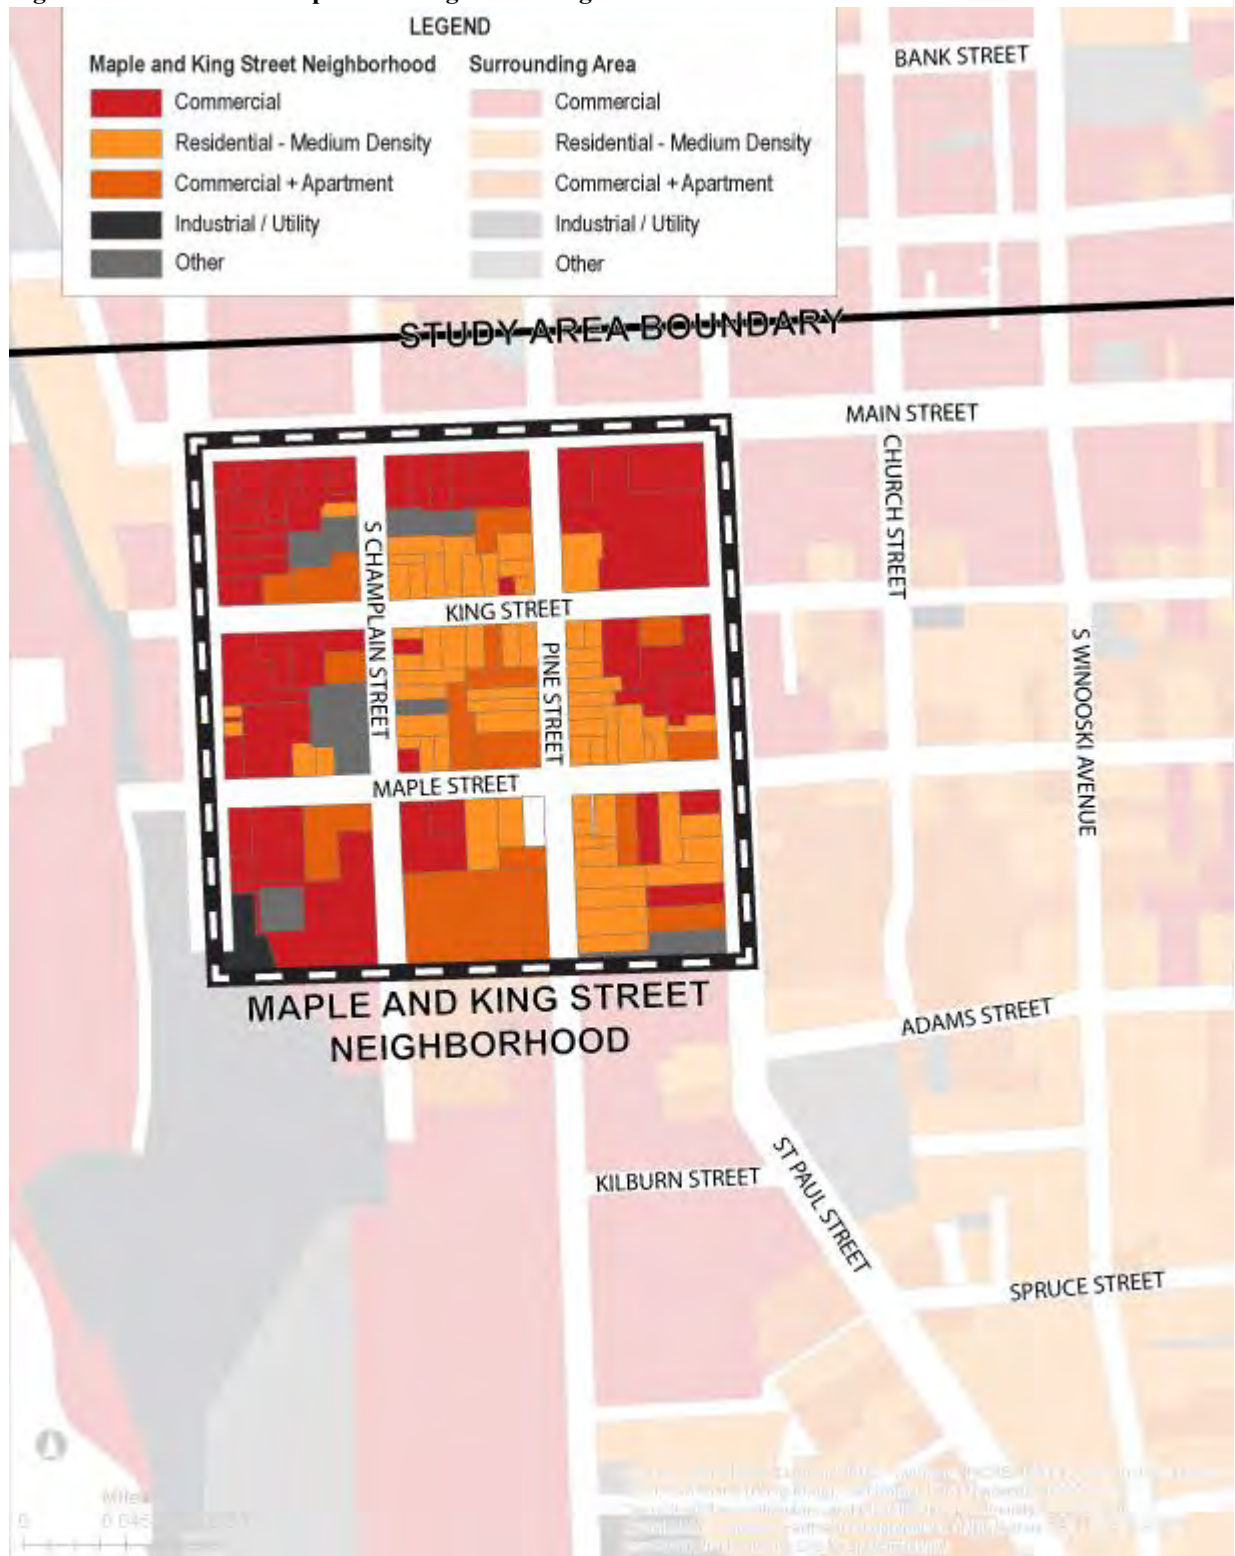 LEGEND
Maple and King Street Neighborhood
Commercial
Residential - Medium Density
Commercial + Apartment
Industrial / Utility
Other
Surrounding Area
Commercial
Residential - Medium Density
Commercial + Apartment
Industrial / Utility
Other
BANK STREET
STUDY AREA BOUNDARY
MAIN STREET
CHURCH STREET
S CHAMPLAIN STREET
KING STREET
PINE STREET
S WINOOSKI AVENUE
MAPLE STREET
MAPLE AND KING STREET
NEIGHBORHOOD
ADAMS STREET
KILBURN STREET
ST PAUL STREET
SPRUCE STREET
Miles
0